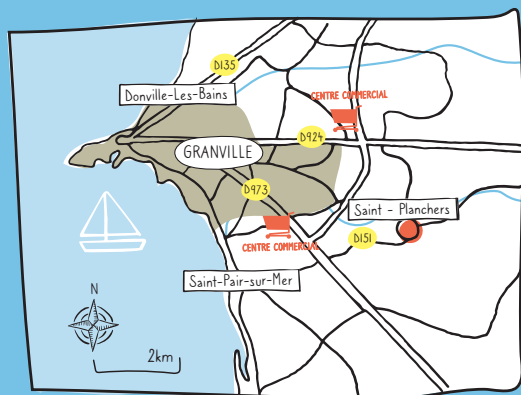 D135
Donville-Les-Bains
CENTRE COMMERCIAL
D924
GRANVILLE
D973
Saint - Planchers
CENTRE COMMERCIAL
D151
Saint-Pair-sur-Mer
N
2km